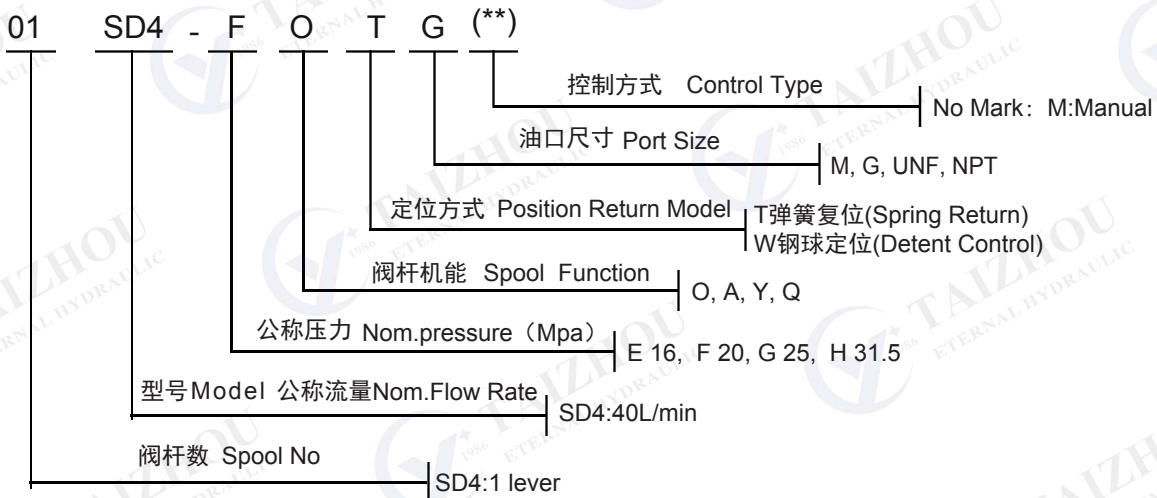 01 SD4 - F O T G (**)
控制方式 Control Type
No Mark：M:Manual
油口尺寸 Port Size
M, G, UNF, NPT
定位方式 Position Return Model
T弹簧复位(Spring Return)
W钢球定位(Detent Control)
阀杆机能 Spool Function
O, A, Y, Q
公称压力 Nom.pressure（Mpa）
E 16, F 20, G 25, H 31.5
型号Model 公称流量Nom.Flow Rate
SD4:40L/min
阀杆数 Spool No
SD4:1 lever
1986 TAIZHOU
ETERNAL HYDRAULIC